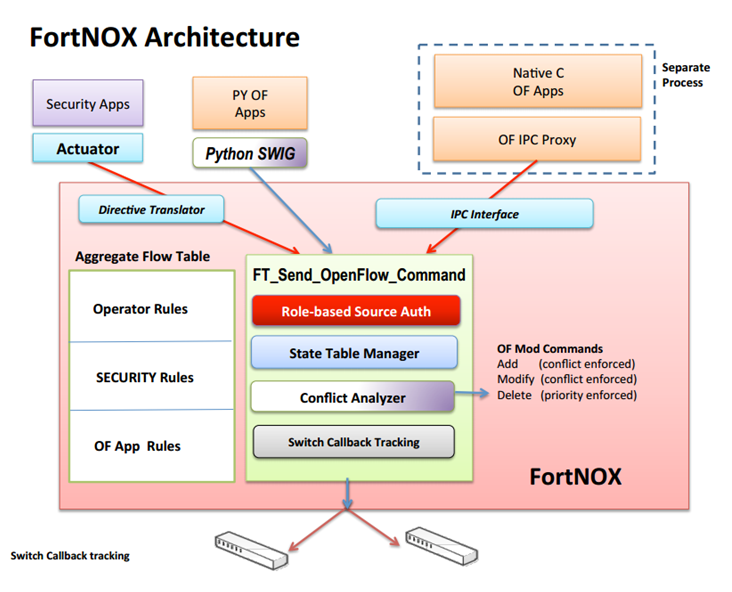 FortNOX Architecture
Security Apps
Actuator
PY OF
Apps
Python SWIG
Native C
OF Apps
OF IPC Proxy
Separate
Process
Directive Translator
IPC Interface
Aggregate Flow Table
Operator Rules
SECURITY Rules
OF App Rules
FT_Send_OpenFlow_Command
Role-based Source Auth
State Table Manager
Conflict Analyzer
Switch Callback Tracking
OF Mod Commands
Add (conflict enforced)
Modify (conflict enforced)
Delete (priority enforced)
FortNOX
Switch Callback tracking